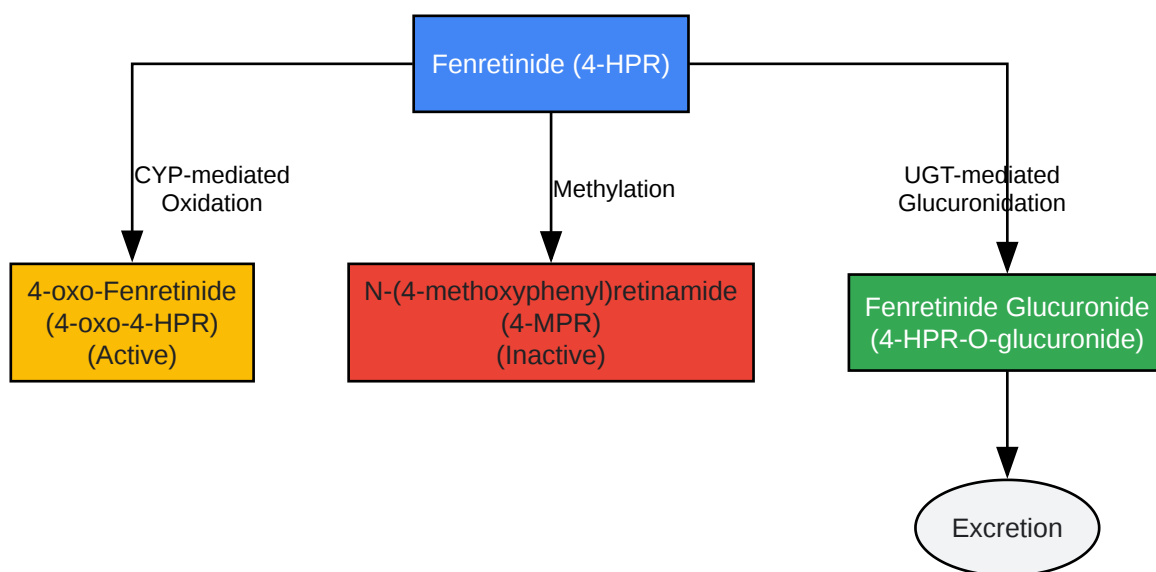 Fenretinide (4-HPR)
CYP-mediated
Oxidation
Methylation
UGT-mediated
Glucuronidation
4-oxo-Fenretinide
(4-oxo-4-HPR)
(Active)
N-(4-methoxyphenyl)retinamide
(4-MPR)
(Inactive)
Fenretinide Glucuronide
(4-HPR-O-glucuronide)
Excretion